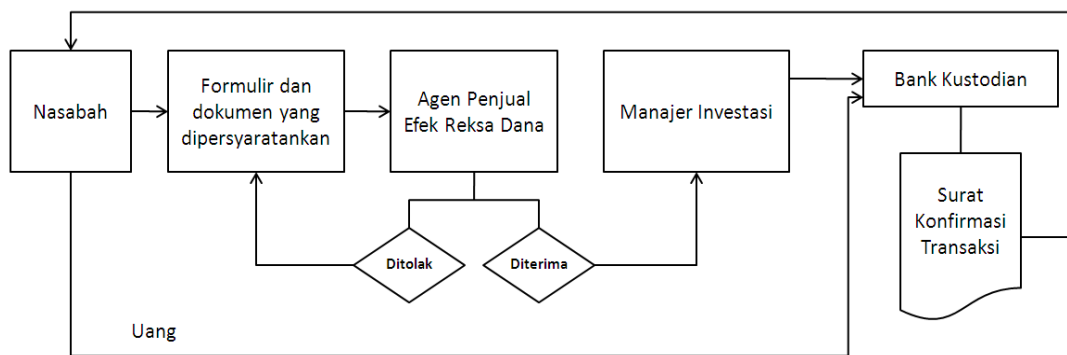 Nasabah
Formulir dan
dokumen yang
dipersyaratankan
Agen Penjual
Efek Reksa Dana
Manajer Investasi
Bank Kustodian
Surat
Konfirmasi
Transaksi
Ditolak
Diterima
Uang